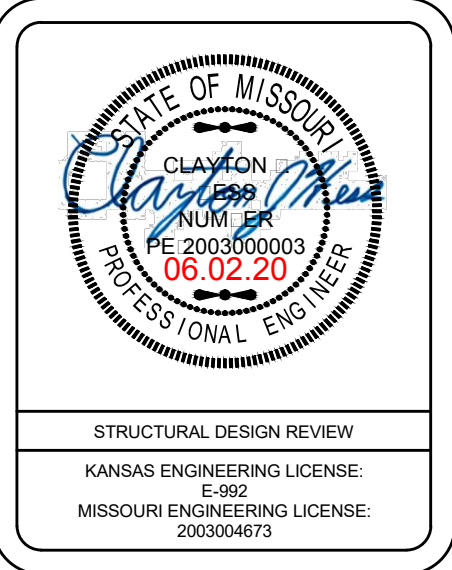 STATE OF MISSOURI
CLAYTON
NUM□ER
PE□2003000003
06.02.20
PROFESSIONAL ENGINEER
STRUCTURAL DESIGN REVIEW
KANSAS ENGINEERING LICENSE:
E-992
MISSOURI ENGINEERING LICENSE:
2003004673